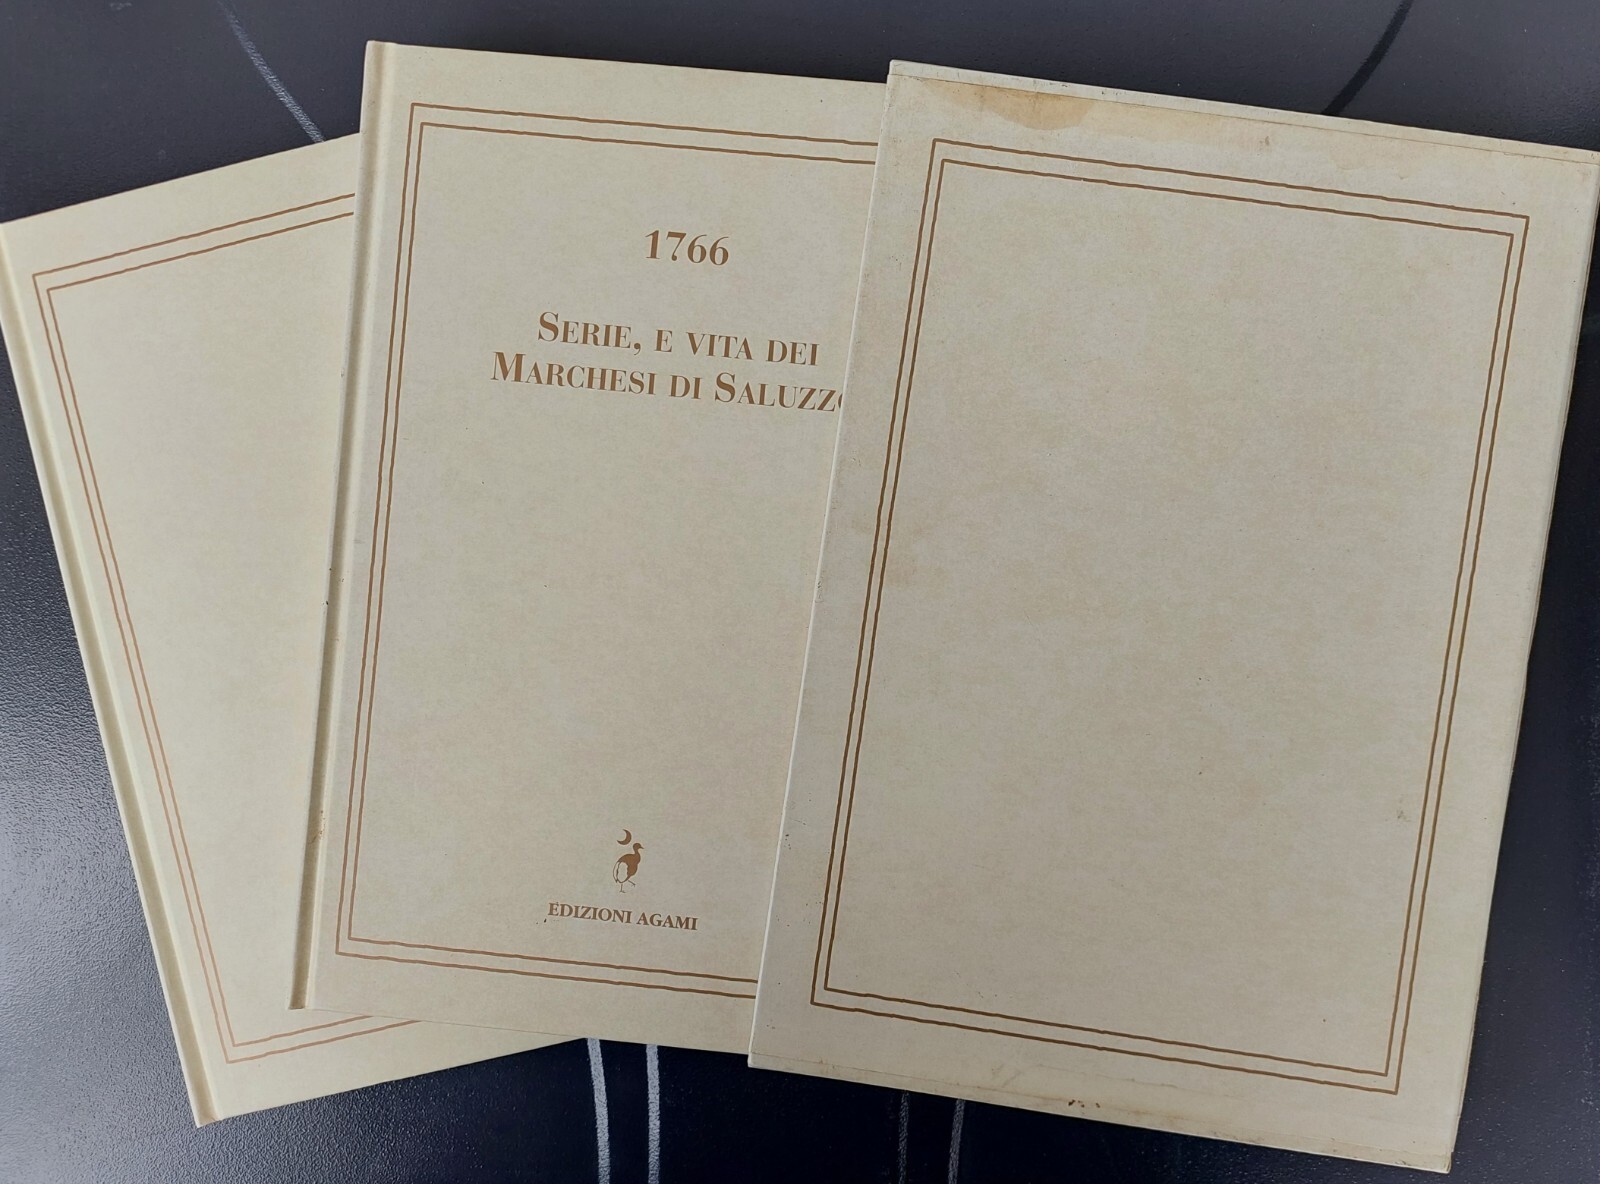 1766
SERIE, E VITA DEI
MARCHESI DI SALUZZO
EDIZIONI AGAMI